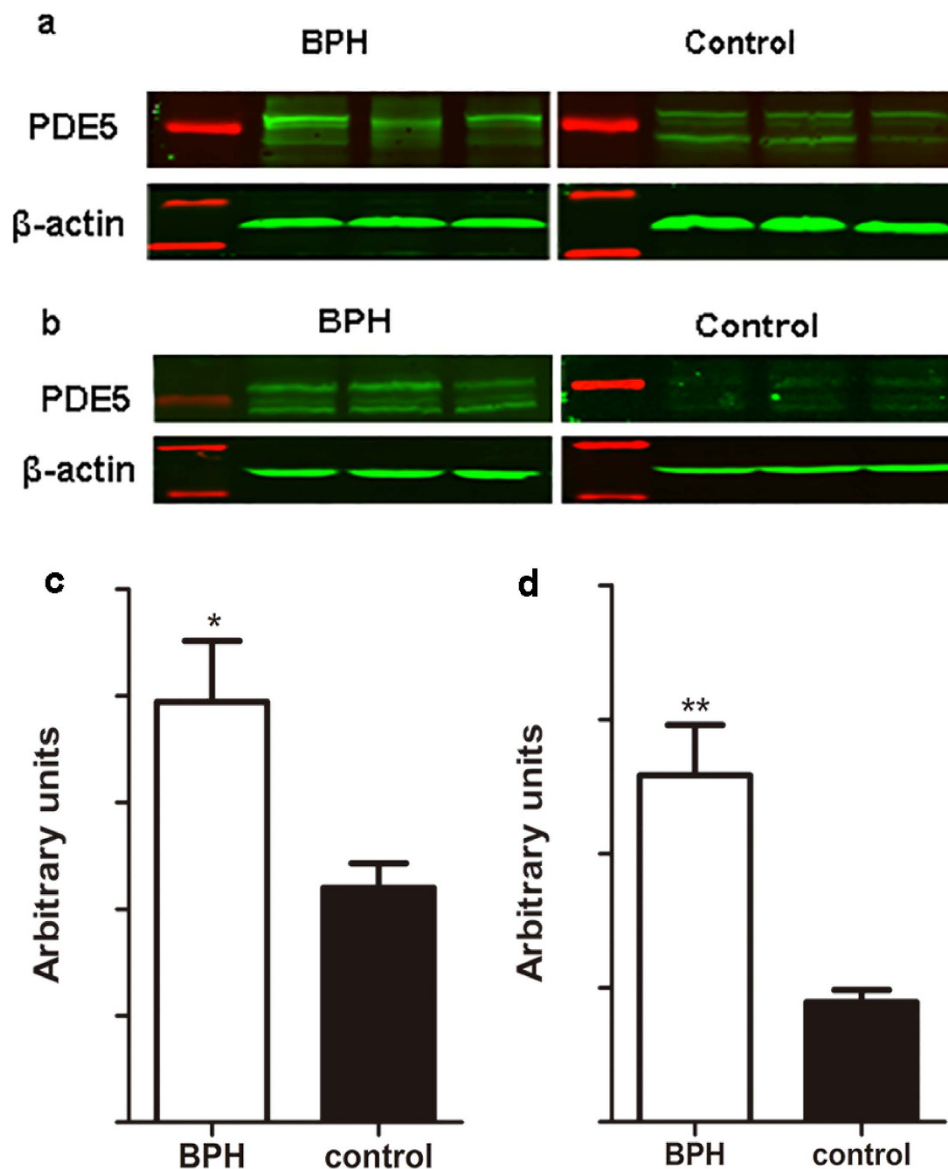 a
BPH Control
PDE5
β-actin
b
BPH Control
PDE5
β-actin
c
*
Arbitrary units
BPH control
d
**
Arbitrary units
BPH control